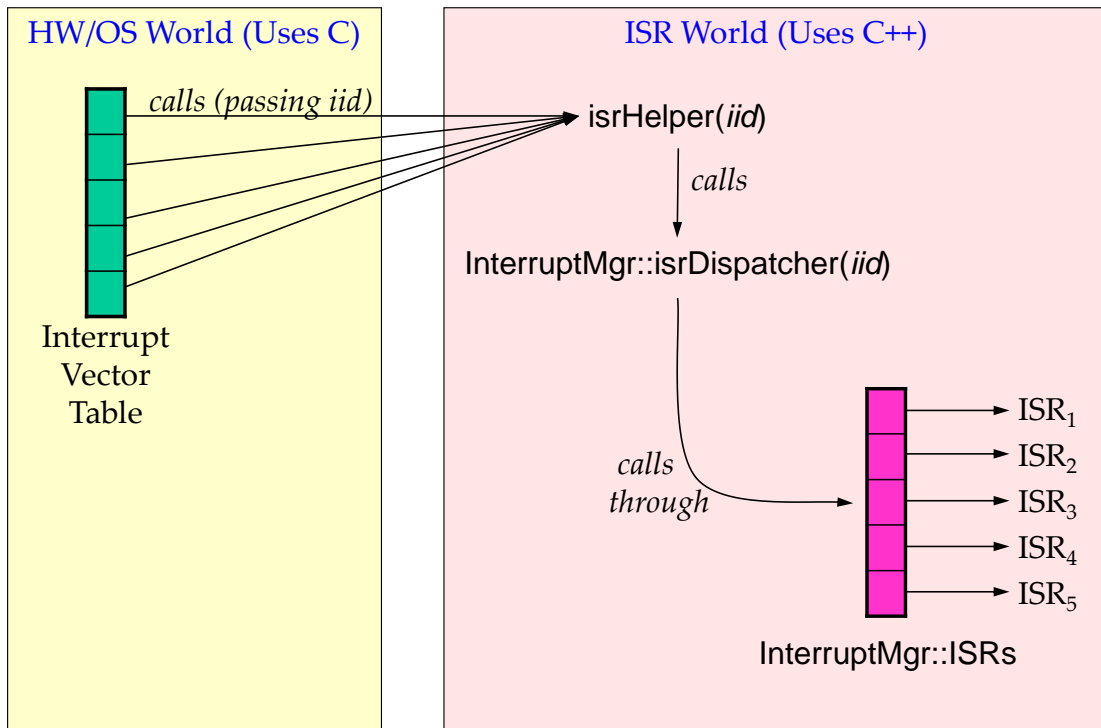 HW/OS World (Uses C)
ISR World (Uses C++)
calls (passing iid)
isrHelper(iid)
calls
InterruptMgr::isrDispatcher(iid)
Interrupt
Vector
Table
calls
through
ISR₁
ISR₂
ISR₃
ISR₄
ISR₅
InterruptMgr::ISRs